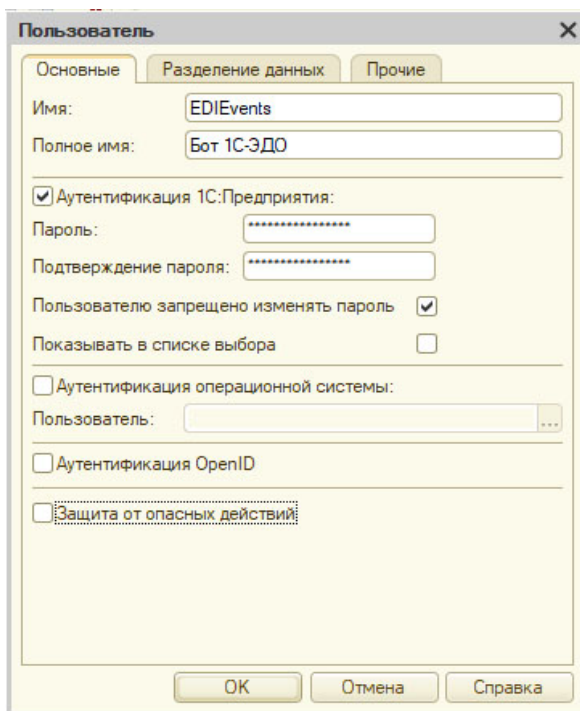 Пользователь
Основные Разделение данных Прочие
Имя: EDIEvents
Полное имя: Бот 1С-ЭДО
Аутентификация 1С:Предприятия:
Пароль: ****************
Подтверждение пароля: ****************
Пользователю запрещено изменять пароль
Показывать в списке выбора
Аутентификация операционной системы:
Пользователь: ...
Аутентификация OpenID
Защита от опасных действий
OK Отмена Справка